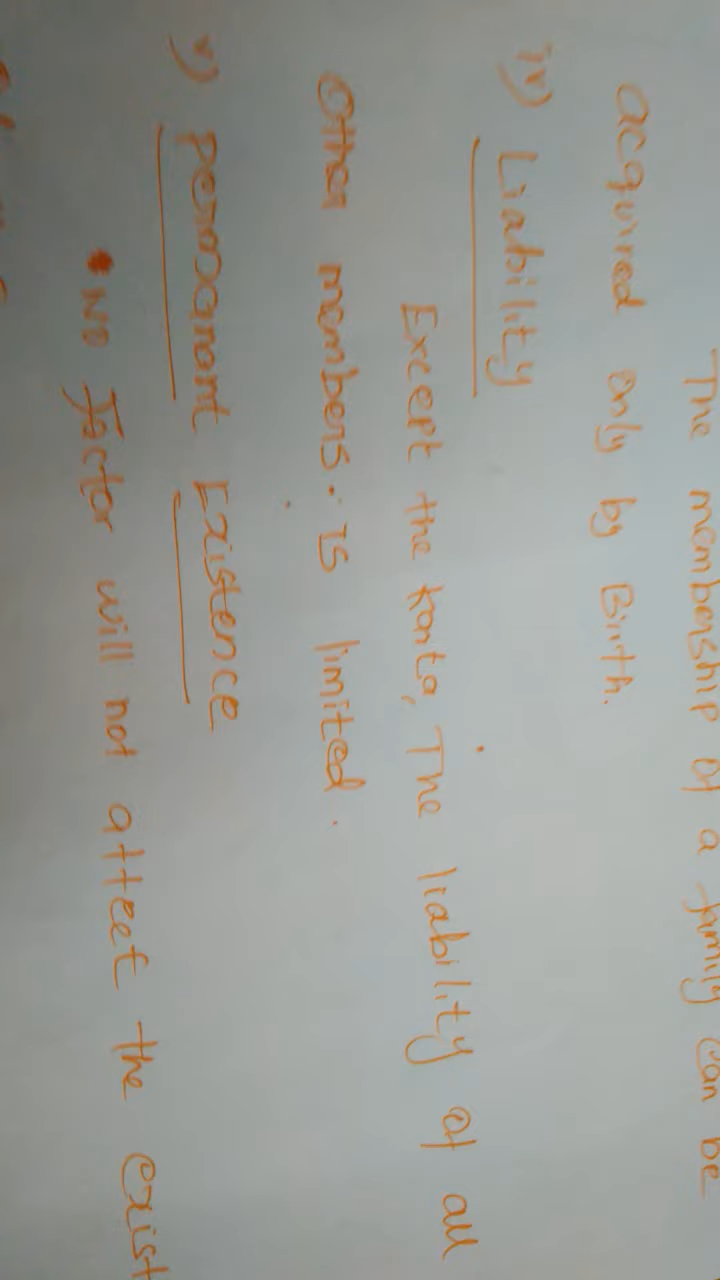 The membership of a family can be
acquired only by Birth.
iv) Liability
Except the karta, The liability of all
Other members. is limited.
v) Permanant Existence
• No factor will not affect the exist